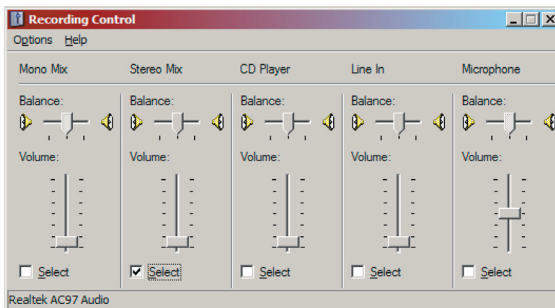 Recording Control
Options Help
Mono Mix Stereo Mix CD Player Line In Microphone
Balance: Balance: Balance: Balance: Balance:
Volume: Volume: Volume: Volume: Volume:
Select Select Select Select Select
Realtek AC97 Audio